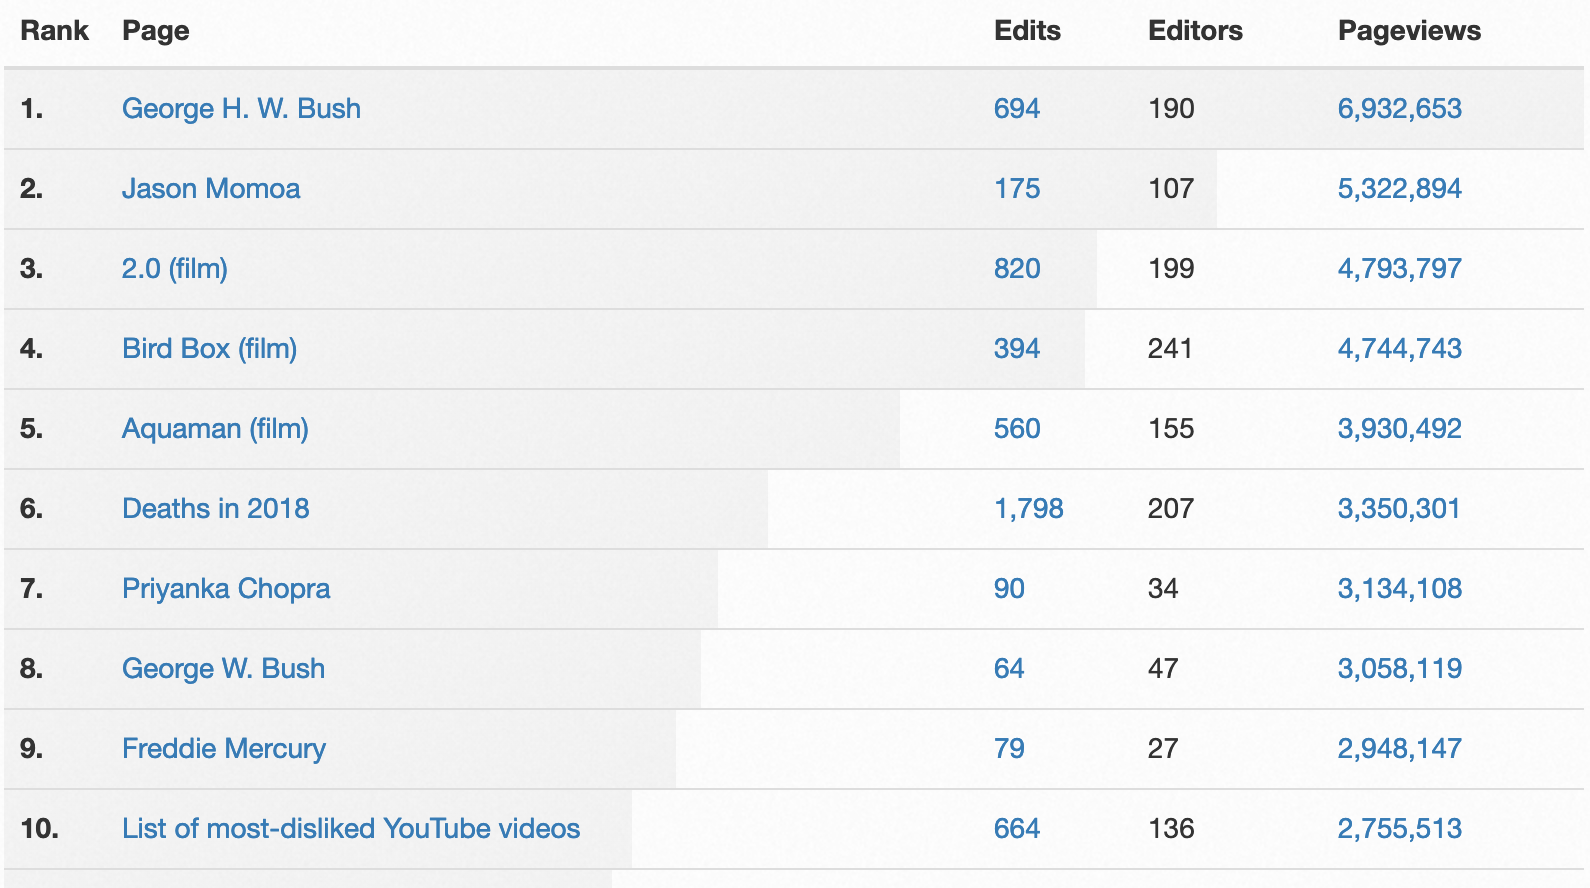 Rank Page Edits Editors Pageviews
1. George H. W. Bush 694 190 6,932,653
2. Jason Momoa 175 107 5,322,894
3. 2.0 (film) 820 199 4,793,797
4. Bird Box (film) 394 241 4,744,743
5. Aquaman (film) 560 155 3,930,492
6. Deaths in 2018 1,798 207 3,350,301
7. Priyanka Chopra 90 34 3,134,108
8. George W. Bush 64 47 3,058,119
9. Freddie Mercury 79 27 2,948,147
10. List of most-disliked YouTube videos 664 136 2,755,513